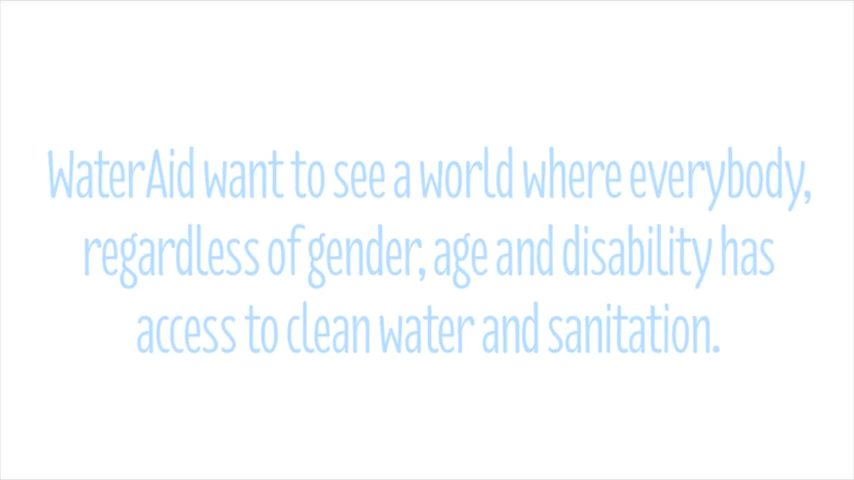 WaterAid want to see a world where everybody,
regardless of gender, age and disability has
access to clean water and sanitation.